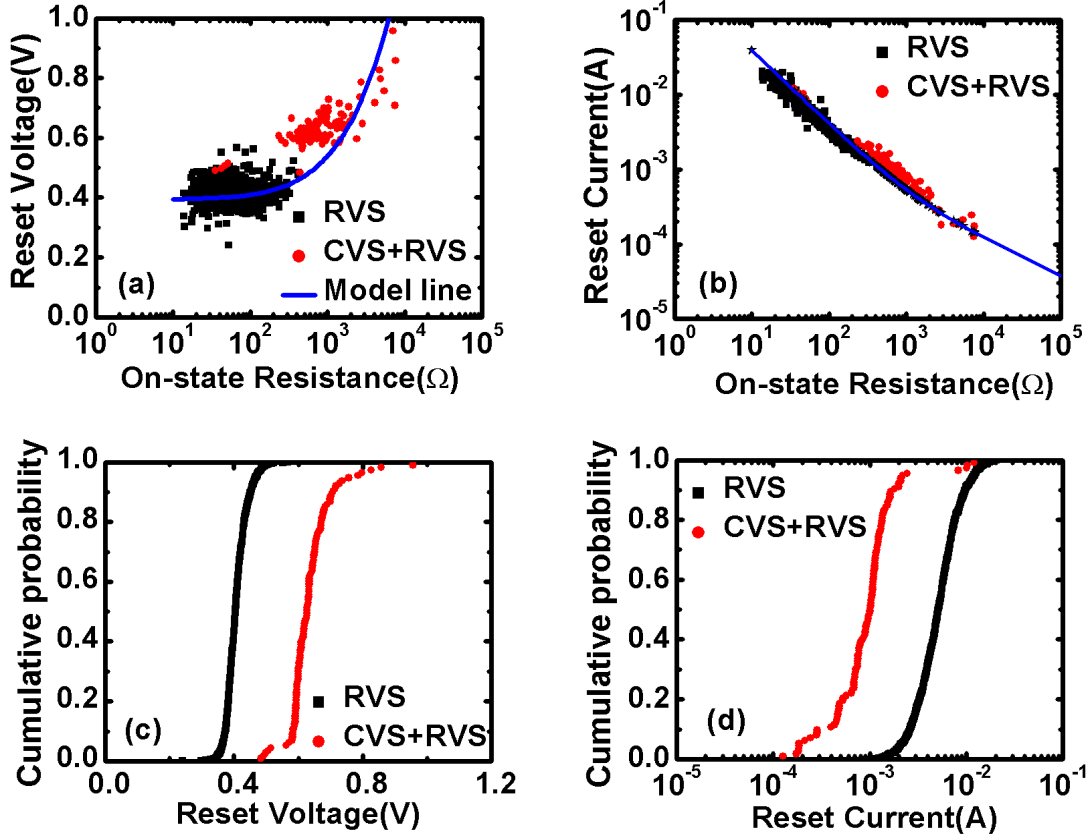 1.0
0.8
0.6
0.4
0.2
0.0
Reset Voltage(V)
RVS
CVS+RVS
Model line
(a)
10^0 10^1 10^2 10^3 10^4 10^5
On-state Resistance(Ω)
10^-1
10^-2
10^-3
10^-4
10^-5
Reset Current(A)
RVS
CVS+RVS
(b)
10^0 10^1 10^2 10^3 10^4 10^5
On-state Resistance(Ω)
1.0
0.8
0.6
0.4
0.2
0.0
Cumulative probability
RVS
CVS+RVS
(c)
0.0 0.4 0.8 1.2
Reset Voltage(V)
1.0
0.8
0.6
0.4
0.2
0.0
Cumulative probability
RVS
CVS+RVS
(d)
10^-5 10^-4 10^-3 10^-2 10^-1
Reset Current(A)